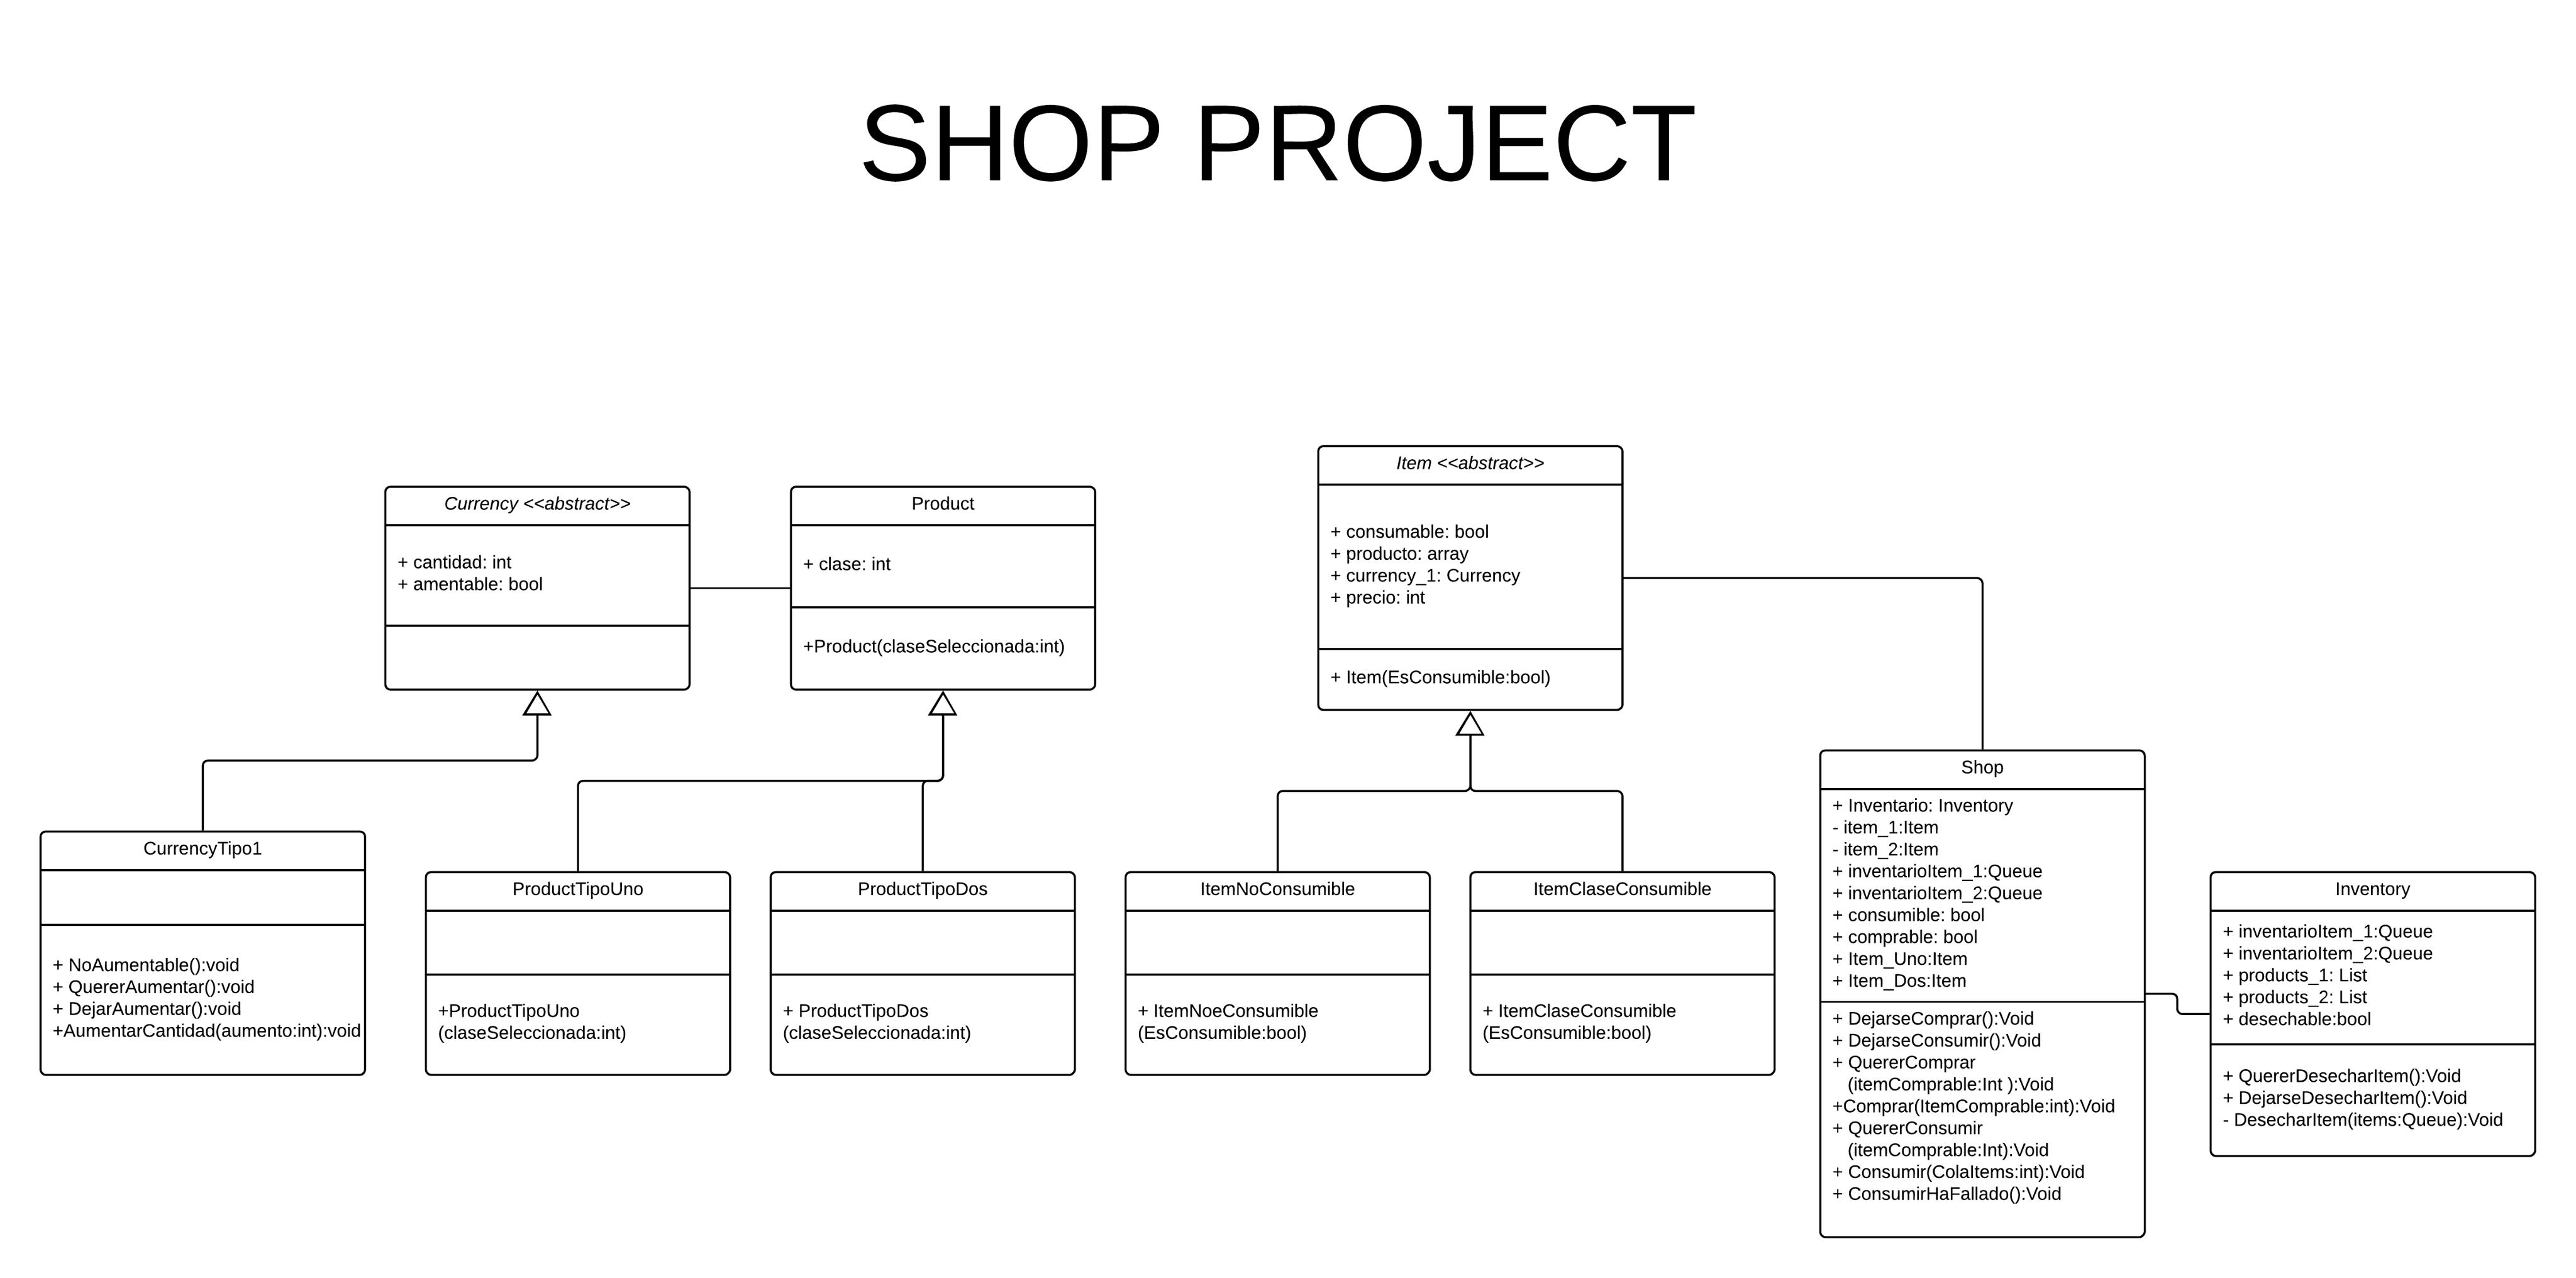 SHOP PROJECT
Currency <<abstract>>
+ cantidad: int
+ amentable: bool
Product
+ clase: int
+Product(claseSeleccionada:int)
Item <<abstract>>
+ consumable: bool
+ producto: array
+ currency_1: Currency
+ precio: int
+ Item(EsConsumible:bool)
CurrencyTipo1
+ NoAumentable():void
+ QuererAumentar():void
+ DejarAumentar():void
+AumentarCantidad(aumento:int):void
ProductTipoUno
+ProductTipoUno
(claseSeleccionada:int)
ProductTipoDos
+ ProductTipoDos
(claseSeleccionada:int)
ItemNoConsumible
+ ItemNoeConsumible
(EsConsumible:bool)
ItemClaseConsumible
+ ItemClaseConsumible
(EsConsumible:bool)
Shop
+ Inventario: Inventory
- item_1:Item
- item_2:Item
+ inventarioItem_1:Queue
+ inventarioItem_2:Queue
+ consumible: bool
+ comprable: bool
+ Item_Uno:Item
+ Item_Dos:Item
+ DejarseComprar():Void
+ DejarseConsumir():Void
+ QuererComprar
(itemComprable:Int ):Void
+Comprar(ItemComprable:int):Void
+ QuererConsumir
(itemComprable:Int):Void
+ Consumir(ColaItems:int):Void
+ ConsumirHaFallado():Void
Inventory
+ inventarioItem_1:Queue
+ inventarioItem_2:Queue
+ products_1: List
+ products_2: List
+ desechable:bool
+ QuererDesecharItem():Void
+ DejarseDesecharItem():Void
- DesecharItem(items:Queue):Void